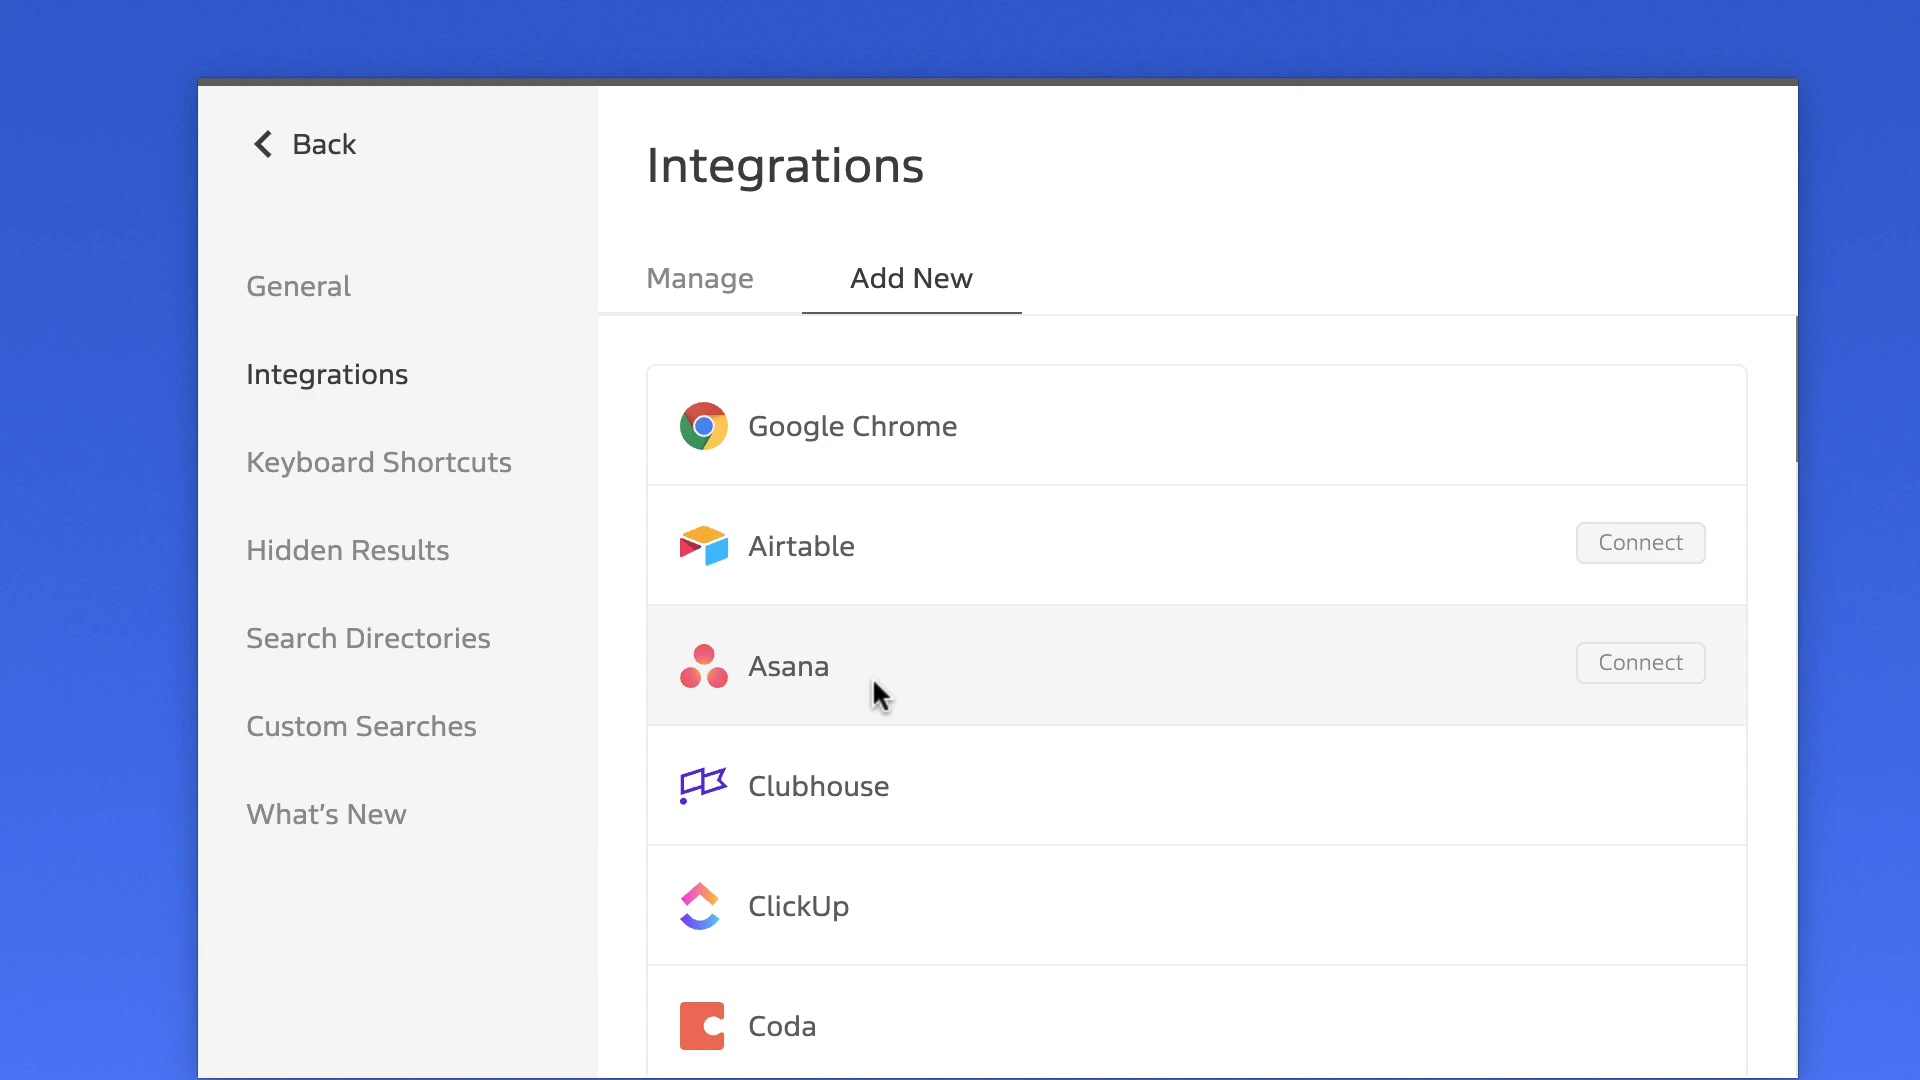 Back
General
Integrations
Keyboard Shortcuts
Hidden Results
Search Directories
Custom Searches
What's New
Integrations
Manage
Add New
Google Chrome
Airtable
Connect
Asana
Connect
Clubhouse
ClickUp
Coda